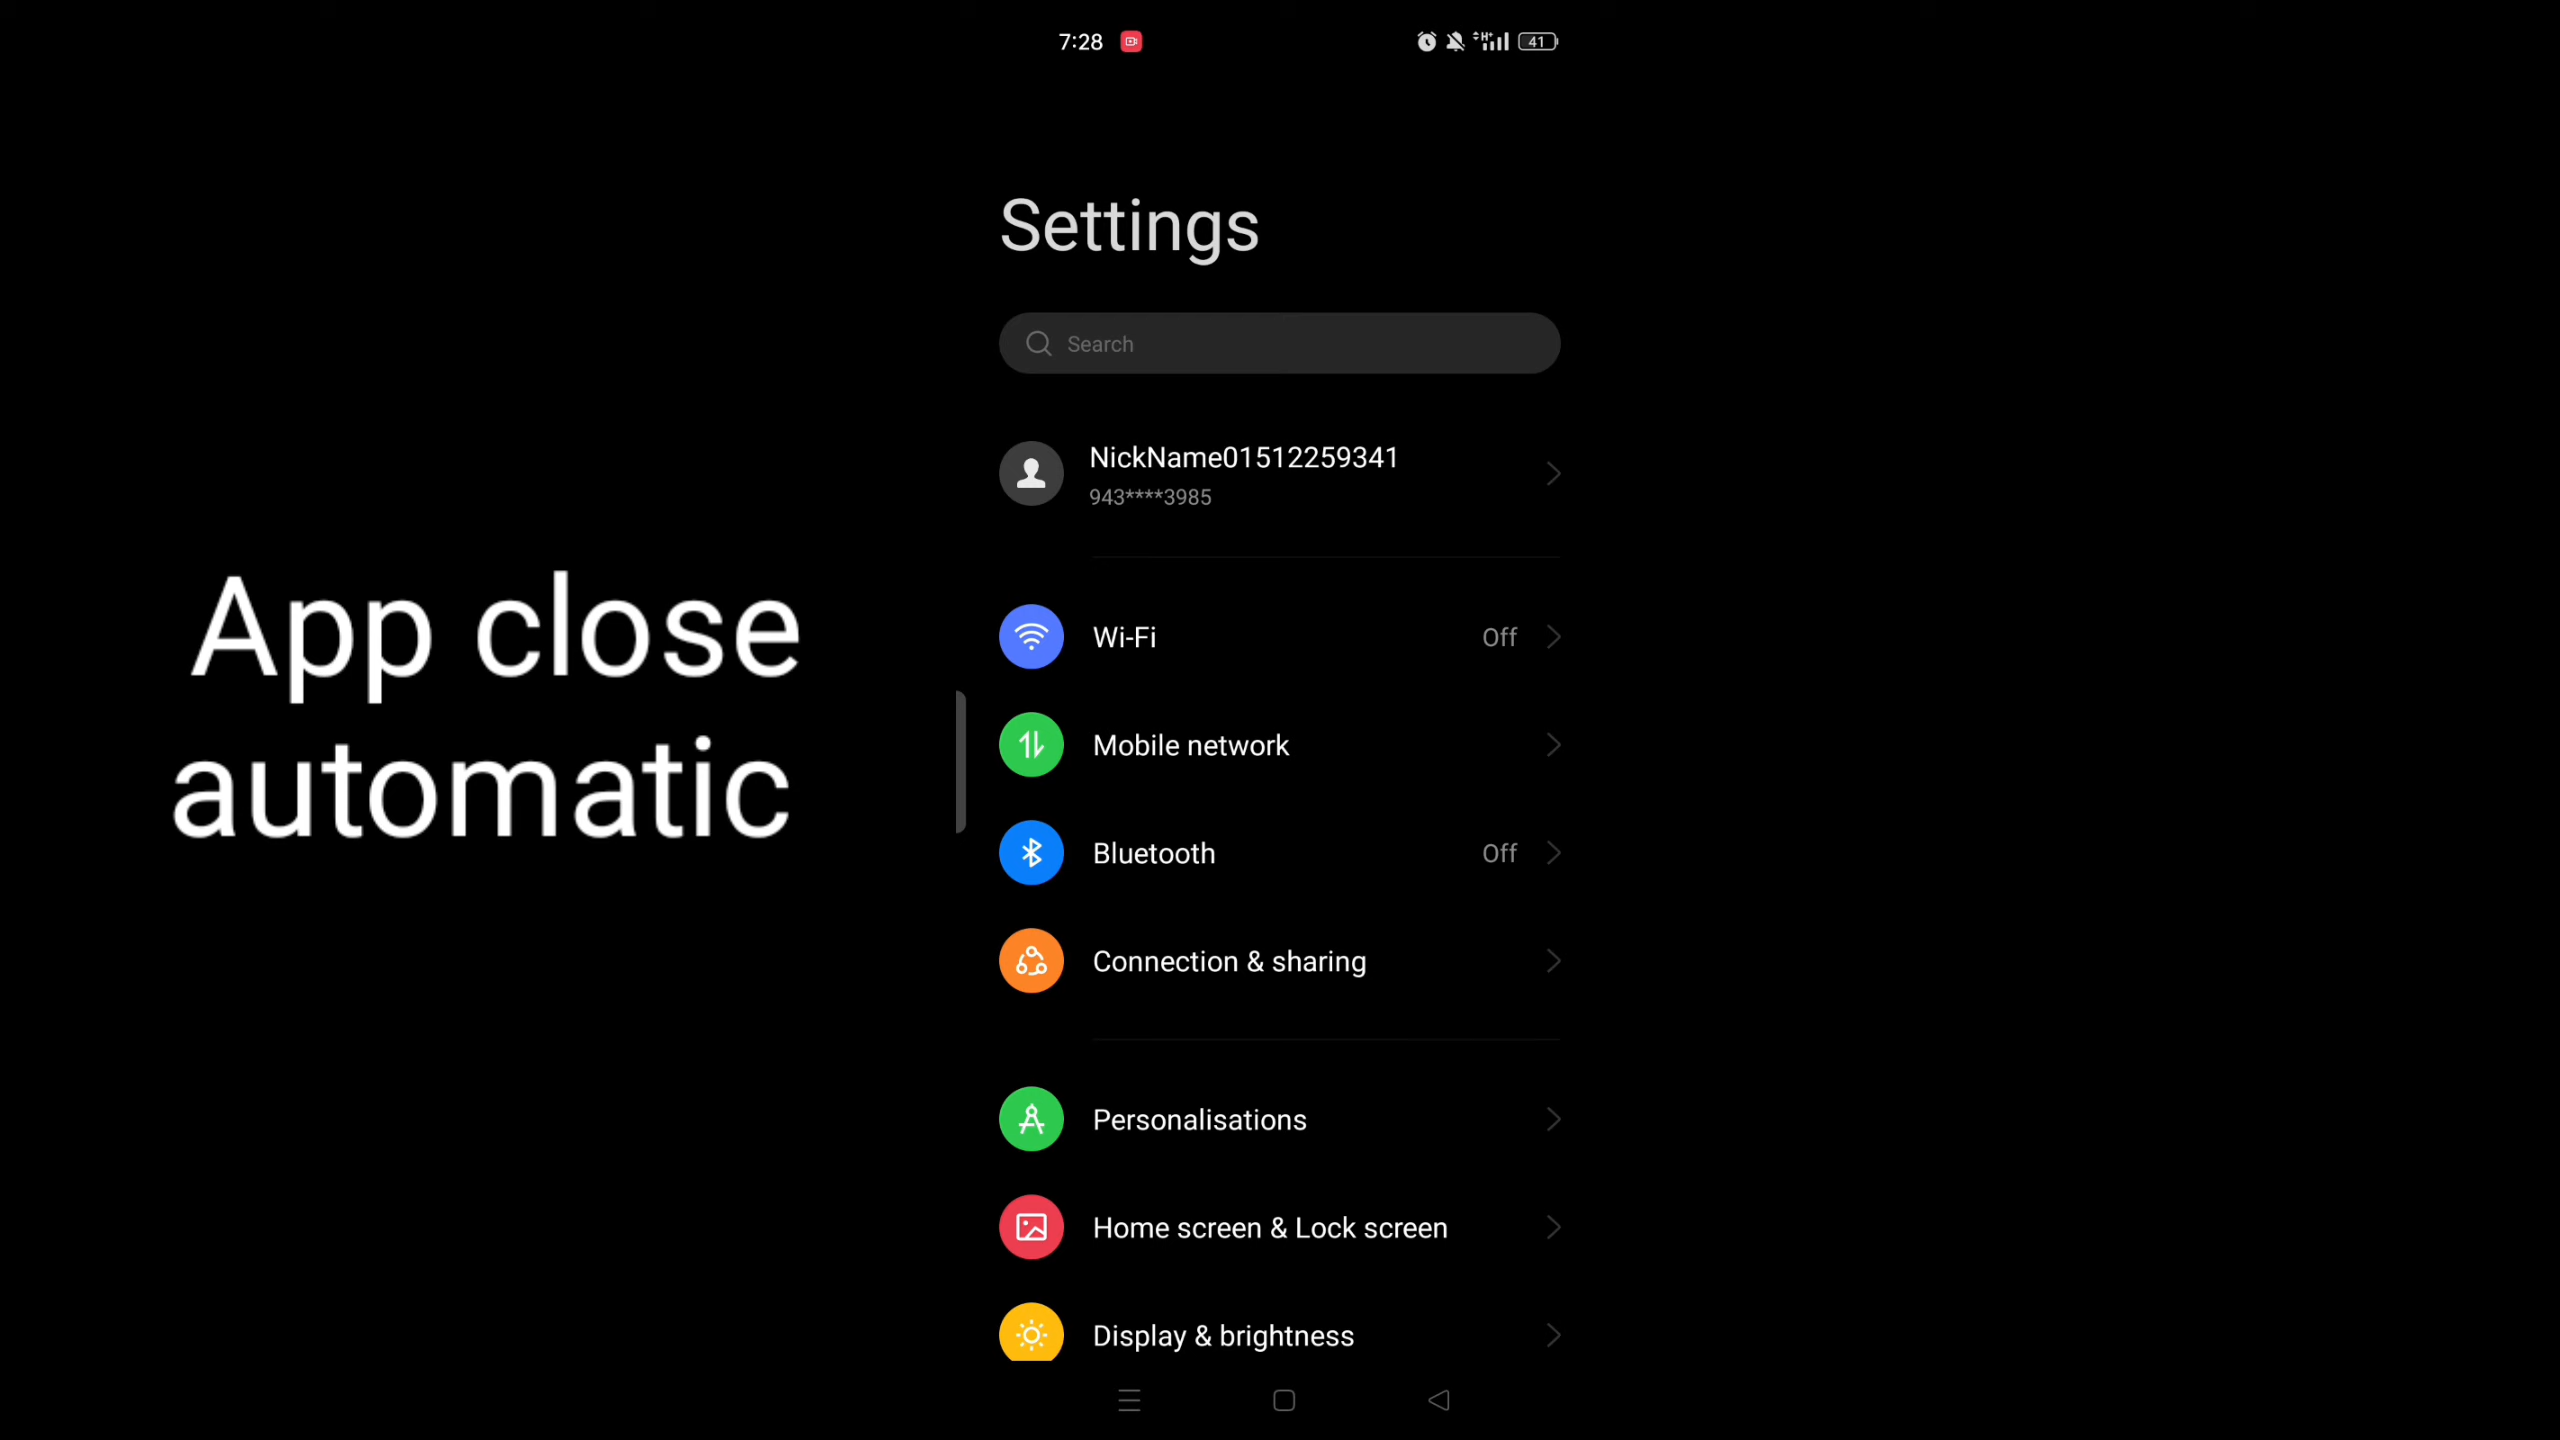 7:28
H+
41
Settings
Search
NickName01512259341
943****3985
App close
automatic
Wi-Fi Off
Mobile network
Bluetooth Off
Connection & sharing
Personalisations
Home screen & Lock screen
Display & brightness